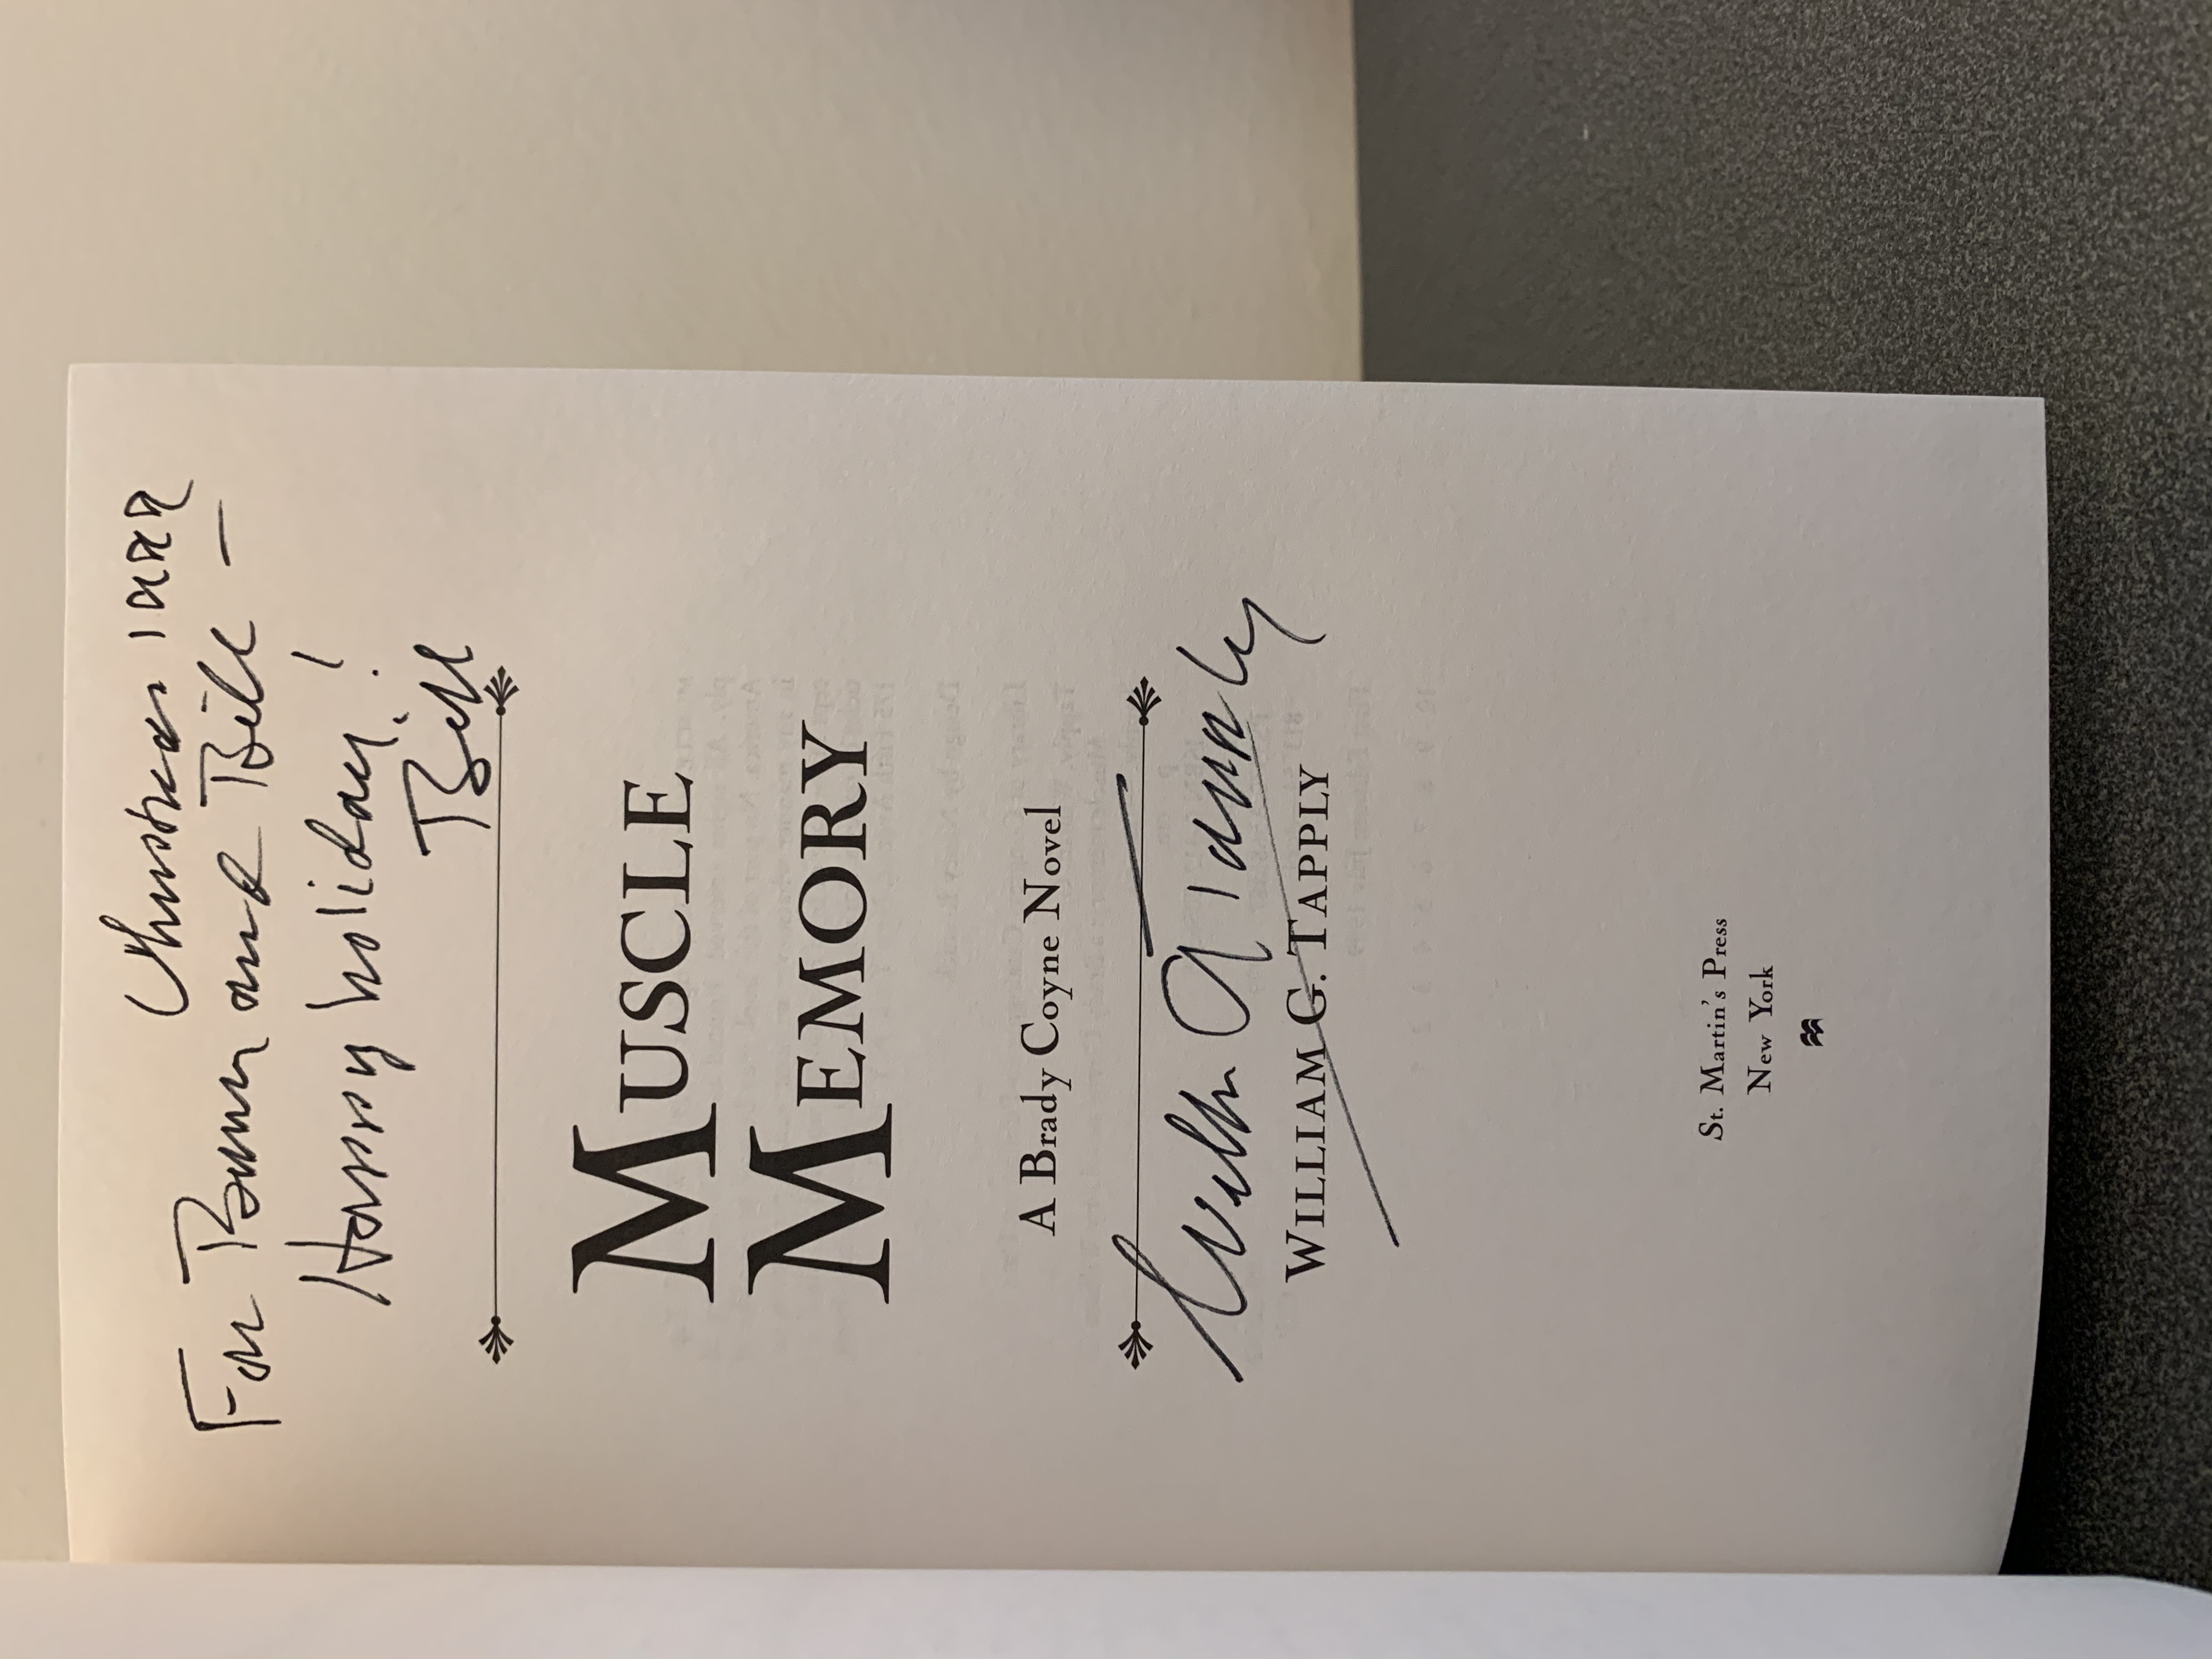 Christmas 1999
For Bonnie and Bill —
Happy holiday!
Bill
MUSCLE
MEMORY
A Brady Coyne Novel
William G Tapply
WILLIAM G. TAPPLY
St. Martin's Press
New York